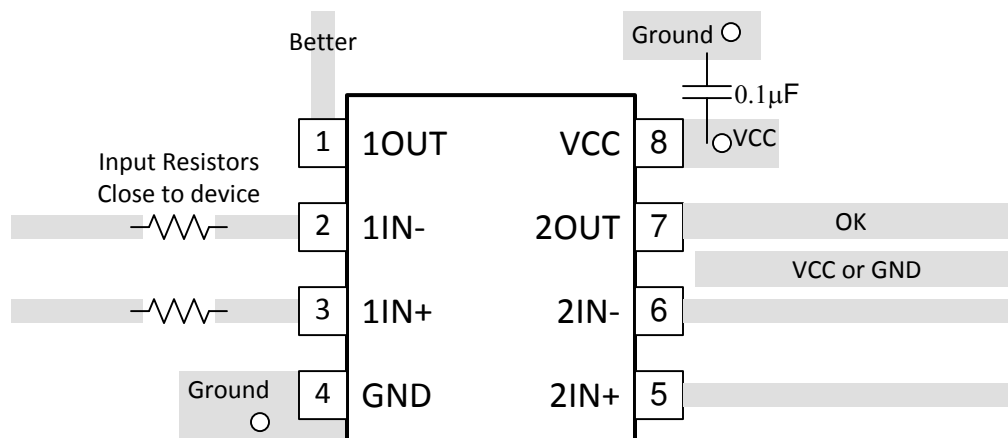 Better
Ground
0.1µF
1 1OUT VCC 8 VCC
Input Resistors
Close to device
2 1IN- 2OUT 7 OK
VCC or GND
3 1IN+ 2IN- 6
Ground 4 GND 2IN+ 5